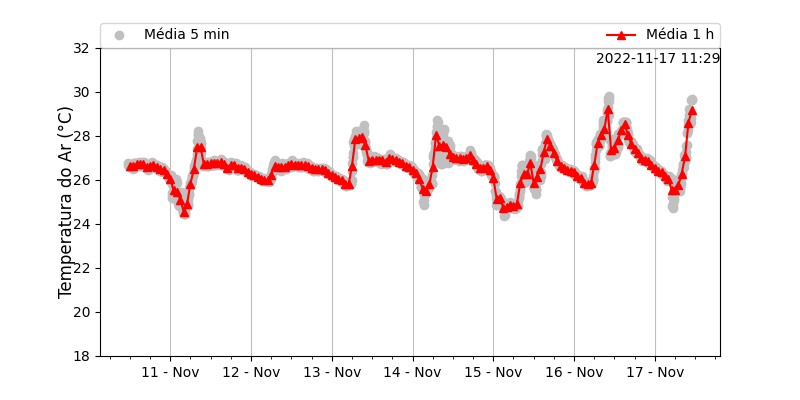 Média 5 min
Média 1 h
2022-11-17 11:29
Temperatura do Ar (°C)
32
30
28
26
24
22
20
18
11 - Nov
12 - Nov
13 - Nov
14 - Nov
15 - Nov
16 - Nov
17 - Nov